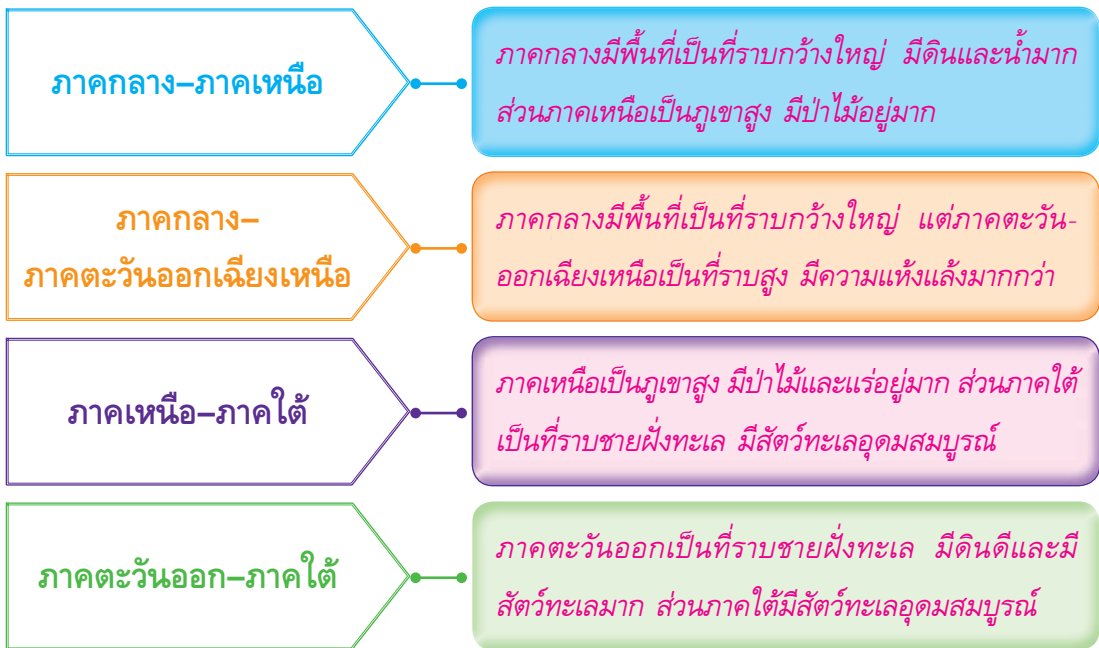 ภาคกลาง–ภาคเหนือ
ภาคกลางมีพื้นที่เป็นที่ราบกว้างใหญ่ มีดินและน้ำมาก
ส่วนภาคเหนือเป็นภูเขาสูง มีป่าไม้อยู่มาก
ภาคกลาง–
ภาคตะวันออกเฉียงเหนือ
ภาคกลางมีพื้นที่เป็นที่ราบกว้างใหญ่ แต่ภาคตะวัน-
ออกเฉียงเหนือเป็นที่ราบสูง มีความแห้งแล้งมากกว่า
ภาคเหนือ–ภาคใต้
ภาคเหนือเป็นภูเขาสูง มีป่าไม้และแร่อยู่มาก ส่วนภาคใต้
เป็นที่ราบชายฝั่งทะเล มีสัตว์ทะเลอุดมสมบูรณ์
ภาคตะวันออก–ภาคใต้
ภาคตะวันออกเป็นที่ราบชายฝั่งทะเล มีดินดีและมี
สัตว์ทะเลมาก ส่วนภาคใต้มีสัตว์ทะเลอุดมสมบูรณ์